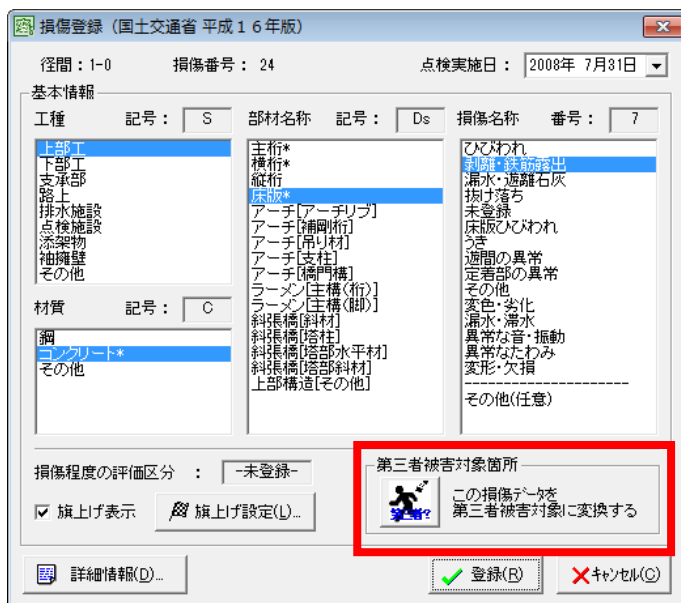 損傷登録（国土交通省 平成１６年版）
径間：1-0 損傷番号： 24 点検実施日： 2008年 7月31日
基本情報
工種 記号： S
上部工
下部工
支承部
路上
排水施設
点検施設
添架物
袖擁壁
その他
材質 記号： C
鋼
コンクリート*
その他
部材名称 記号： Ds
主桁*
横桁*
縦桁
床版*
アーチ[アーチリブ]
アーチ[補剛桁]
アーチ[吊り材]
アーチ[支柱]
アーチ[橋門構]
ラーメン[主構(桁)]
ラーメン[主構(脚)]
斜張橋[斜材]
斜張橋[塔柱]
斜張橋[塔部水平材]
斜張橋[塔部斜材]
上部構造[その他]
損傷名称 番号： 7
ひびわれ
剥離・鉄筋露出
漏水・遊離石灰
抜け落ち
未登録
床版ひびわれ
うき
遊間の異常
定着部の異常
その他
変色・劣化
漏水・滞水
異常な音・振動
異常なたわみ
変形・欠損
----------------------
その他(任意)
損傷程度の評価区分 ： -未登録-
旗上げ表示 旗上げ設定(L)...
第三者被害対象箇所
第三者?
この損傷データを
第三者被害対象に変換する
詳細情報(D)... 登録(R) キャンセル(C)